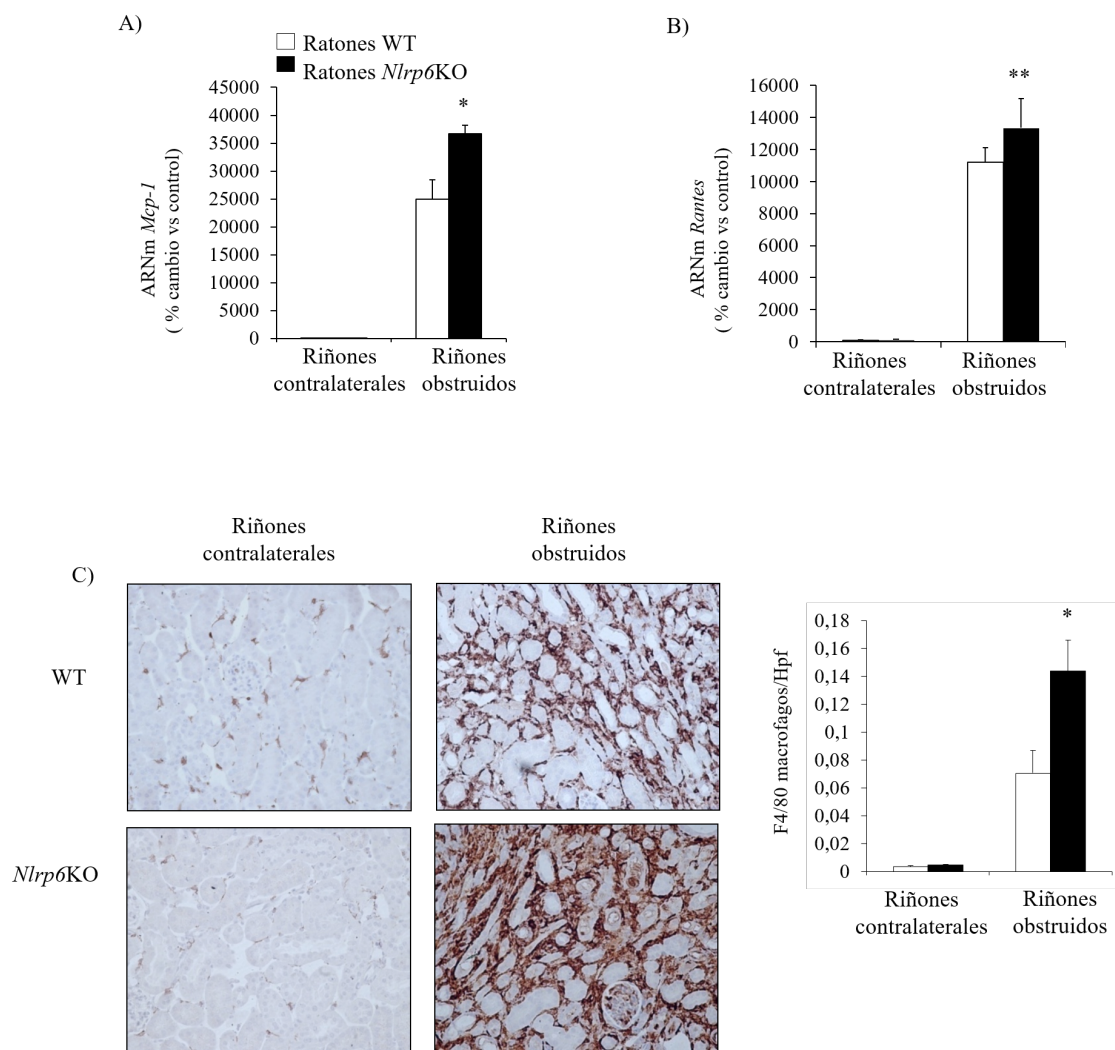 A)
Ratones WT
Ratones Nlrp6KO
ARNm Mcp-1
( % cambio vs control)
45000
40000
35000
30000
25000
20000
15000
10000
5000
0
*
Riñones
contralaterales
Riñones
obstruidos
B)
ARNm Rantes
( % cambio vs control)
16000
14000
12000
10000
8000
6000
4000
2000
0
**
Riñones
contralaterales
Riñones
obstruidos
C)
Riñones
contralaterales
Riñones
obstruidos
WT
Nlrp6KO
F4/80 macrofagos/Hpf
0,18
0,16
0,14
0,12
0,1
0,08
0,06
0,04
0,02
0
*
Riñones
contralaterales
Riñones
obstruidos